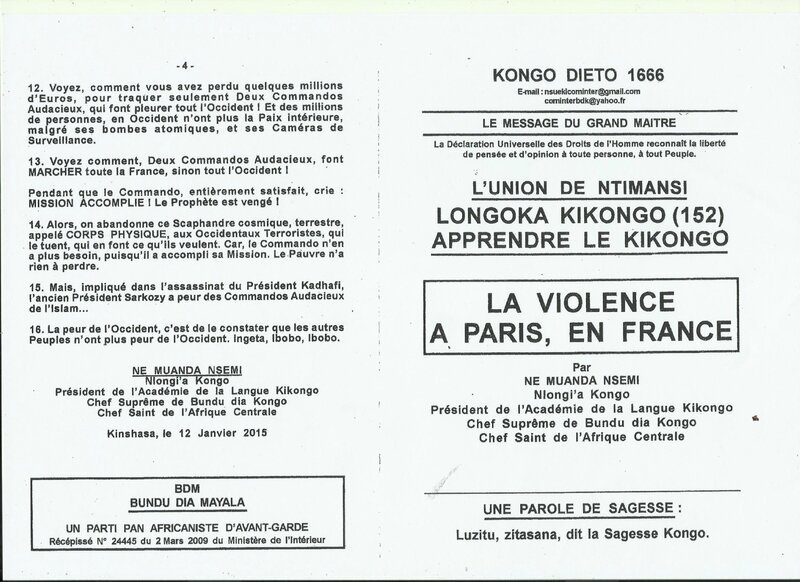 - 4 -
12. Voyez, comment vous avez perdu quelques millions
d'Euros, pour traquer seulement Deux Commandos
Audacieux, qui font pleurer tout l'Occident ! Et des millions
de personnes, en Occident n'ont plus la Paix intérieure,
malgré ses bombes atomiques, et ses Caméras de
Surveillance.
13. Voyez comment, Deux Commandos Audacieux, font
MARCHER toute la France, sinon tout l'Occident !
Pendant que le Commando, entièrement satisfait, crie :
MISSION ACCOMPLIE ! Le Prophète est vengé !
14. Alors, on abandonne ce Scaphandre cosmique, terrestre,
appelé CORPS PHYSIQUE, aux Occidentaux Terroristes, qui
le tuent, qui en font ce qu'ils veulent. Car, le Commando n'en
a plus besoin, puisqu'il a accompli sa Mission. Le Pauvre n'a
rien à perdre.
15. Mais, impliqué dans l'assassinat du Président Kadhafi,
l'ancien Président Sarkozy a peur des Commandos Audacieux
de l'Islam...
16. La peur de l'Occident, c'est de constater que les autres
Peuples n'ont plus peur de l'Occident. Ingeta, Ibobo, Ibobo.
NE MUANDA NSEMI
Nlongi'a Kongo
Président de l'Académie de la Langue Kikongo
Chef Suprême de Bundu dia Kongo
Chef Saint de l'Afrique Centrale
Kinshasa, le 12 Janvier 2015
BDM
BUNDU DIA MAYALA
UN PARTI PAN AFRICANISTE D'AVANT-GARDE
Récépissé N° 24445 du 2 Mars 2009 du Ministère de l'Intérieur
KONGO DIETO 1666
E-mail : nsuekicominter@gmail.com
cominterbdk@yahoo.fr
LE MESSAGE DU GRAND MAITRE
La Déclaration Universelle des Droits de l'Homme reconnaît la liberté
de pensée et d'opinion à toute personne, à tout Peuple.
L'UNION DE NTIMANSI
LONGOKA KIKONGO (152)
APPRENDRE LE KIKONGO
LA VIOLENCE
A PARIS, EN FRANCE
Par
NE MUANDA NSEMI
Nlongi'a Kongo
Président de l'Académie de la Langue Kikongo
Chef Suprême de Bundu dia Kongo
Chef Saint de l'Afrique Centrale
UNE PAROLE DE SAGESSE :
Luzitu, zitasana, dit la Sagesse Kongo.